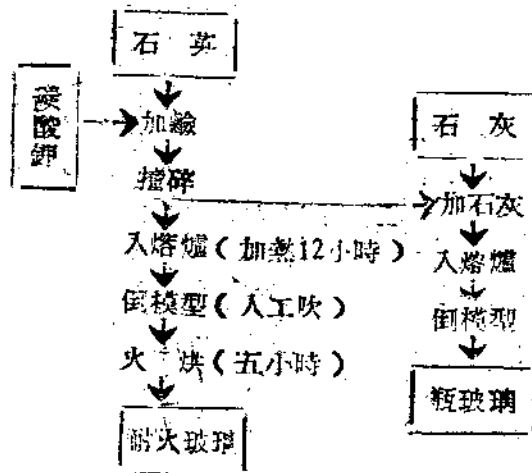 石英
碳酸鉀
加鹼
石灰
撞碎
加石灰
入熔爐(加熱12小時)
入熔爐
倒模型(人工吹)
倒模型
火烘(五小時)
瓶玻璃
耐火玻璃